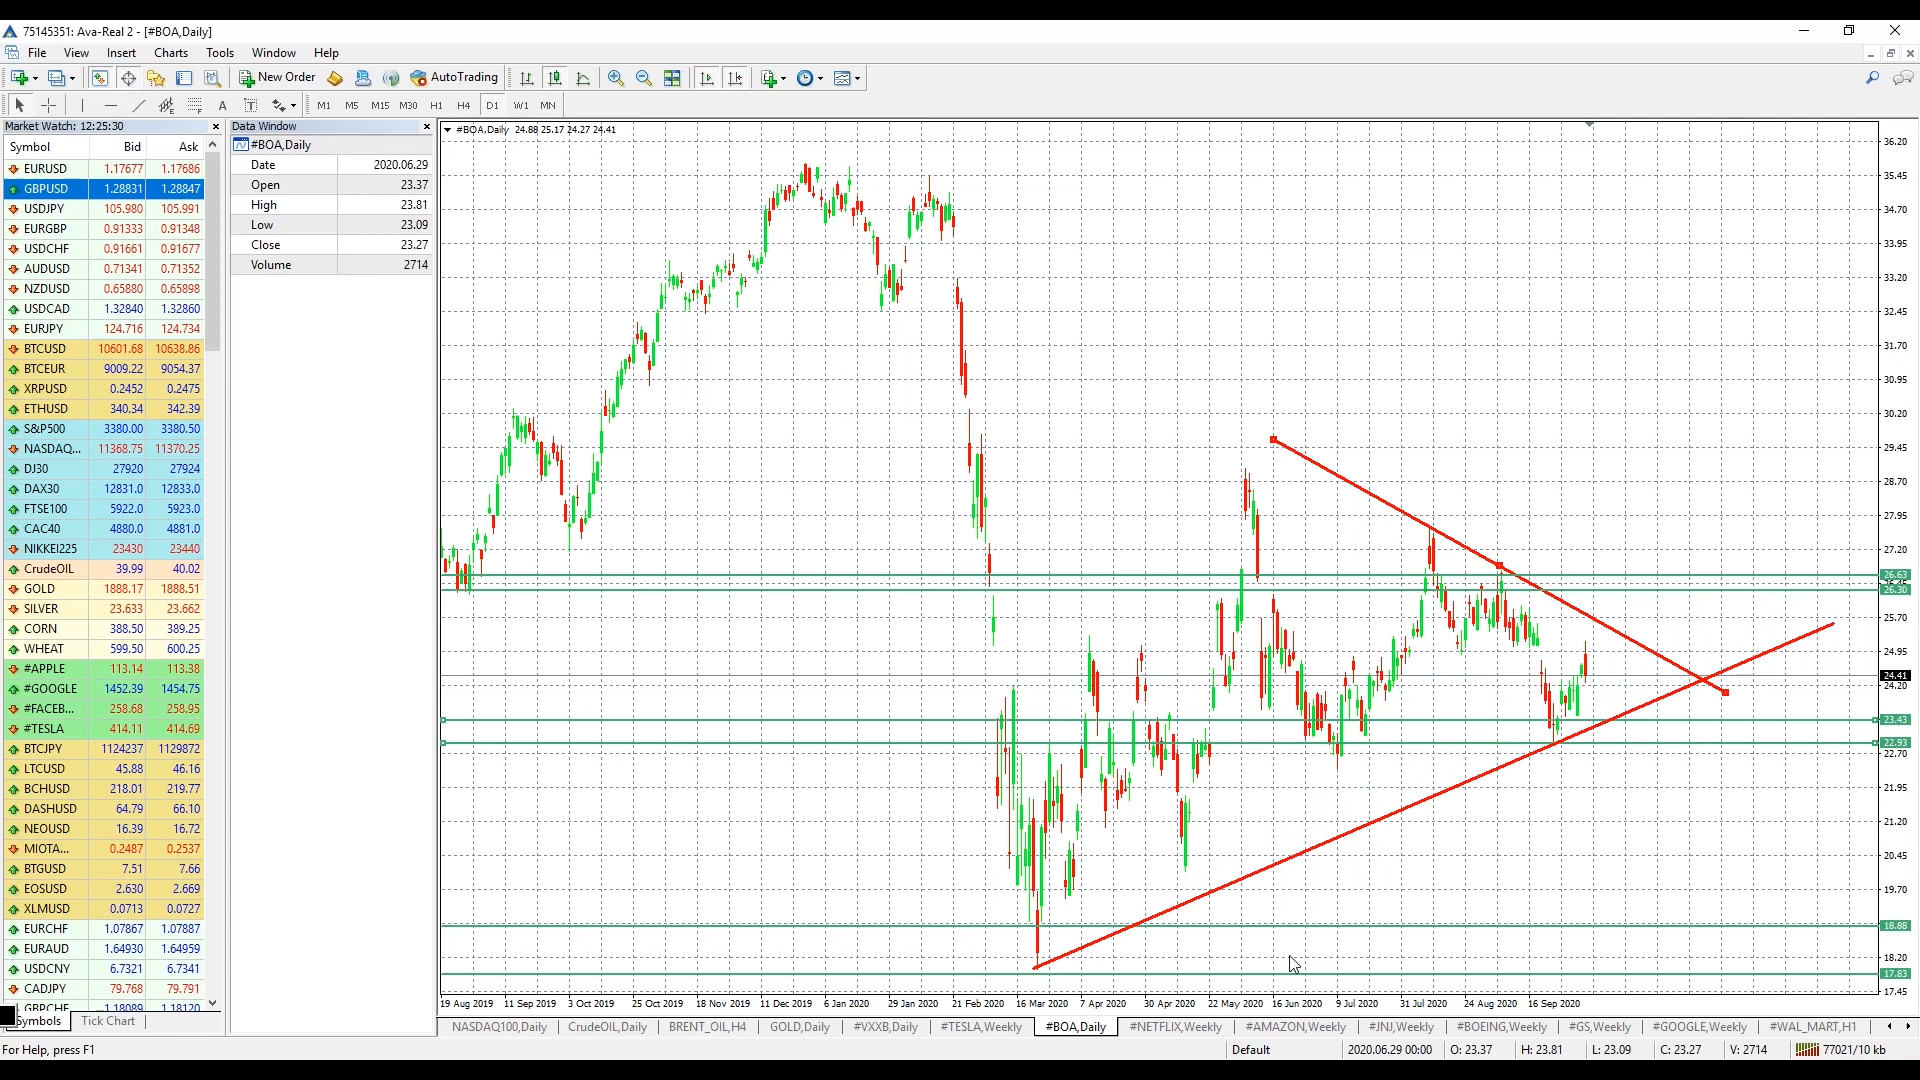 75145351: Ava-Real 2 - [#BOA,Daily]
File View Insert Charts Tools Window Help
New Order AutoTrading
A T M1 M5 M15 M30 H1 H4 D1 W1 MN
Market Watch: 12:25:30
Symbol Bid Ask
EURUSD 1.17677 1.17686
GBPUSD 1.28831 1.28847
USDJPY 105.980 105.991
EURGBP 0.91333 0.91348
USDCHF 0.91661 0.91677
AUDUSD 0.71341 0.71352
NZDUSD 0.65880 0.65898
USDCAD 1.32840 1.32860
EURJPY 124.716 124.734
BTCUSD 10601.68 10638.86
BTCEUR 9009.22 9054.37
XRPUSD 0.2452 0.2475
ETHUSD 340.34 342.39
S&P500 3380.00 3380.50
NASDAQ... 11368.75 11370.25
DJ30 27920 27924
DAX30 12831.0 12833.0
FTSE100 5922.0 5923.0
CAC40 4880.0 4881.0
NIKKEI225 23430 23440
CrudeOIL 39.99 40.02
GOLD 1888.17 1888.51
SILVER 23.633 23.662
CORN 388.50 389.25
WHEAT 599.50 600.25
#APPLE 113.14 113.38
#GOOGLE 1452.39 1454.75
#FACEB... 258.68 258.95
#TESLA 414.11 414.69
BTCJPY 1124237 1129872
LTCUSD 45.88 46.16
BCHUSD 218.01 219.77
DASHUSD 64.79 66.10
NEOUSD 16.39 16.72
MIOTA... 0.2487 0.2537
BTGUSD 7.51 7.66
EOSUSD 2.630 2.669
XLMUSD 0.0713 0.0727
EURCHF 1.07867 1.07887
EURAUD 1.64930 1.64959
USDCNY 6.7321 6.7341
CADJPY 79.768 79.791
GBPCHF 1.18089 1.18120
Symbols Tick Chart
Data Window
#BOA,Daily
Date 2020.06.29
Open 23.37
High 23.81
Low 23.09
Close 23.27
Volume 2714
#BOA,Daily 24.88 25.17 24.27 24.41
36.20
35.45
34.70
33.95
33.20
32.45
31.70
30.95
30.20
29.45
28.70
27.95
27.20
26.63
26.30
25.70
24.95
24.41
24.20
23.43
22.93
22.70
21.95
21.20
20.45
19.70
18.88
18.20
17.83
17.45
19 Aug 2019 11 Sep 2019 3 Oct 2019 25 Oct 2019 18 Nov 2019 11 Dec 2019 6 Jan 2020 29 Jan 2020 21 Feb 2020 16 Mar 2020 7 Apr 2020 30 Apr 2020 22 May 2020 16 Jun 2020 9 Jul 2020 31 Jul 2020 24 Aug 2020 16 Sep 2020
NASDAQ100,Daily CrudeOIL,Daily BRENT_OIL,H4 GOLD,Daily #VXXB,Daily #TESLA,Weekly #BOA,Daily #NETFLIX,Weekly #AMAZON,Weekly #JNJ,Weekly #BOEING,Weekly #GS,Weekly #GOOGLE,Weekly #WAL_MART,H1
For Help, press F1 Default 2020.06.29 00:00 O: 23.37 H: 23.81 L: 23.09 C: 23.27 V: 2714 77021/10 kb